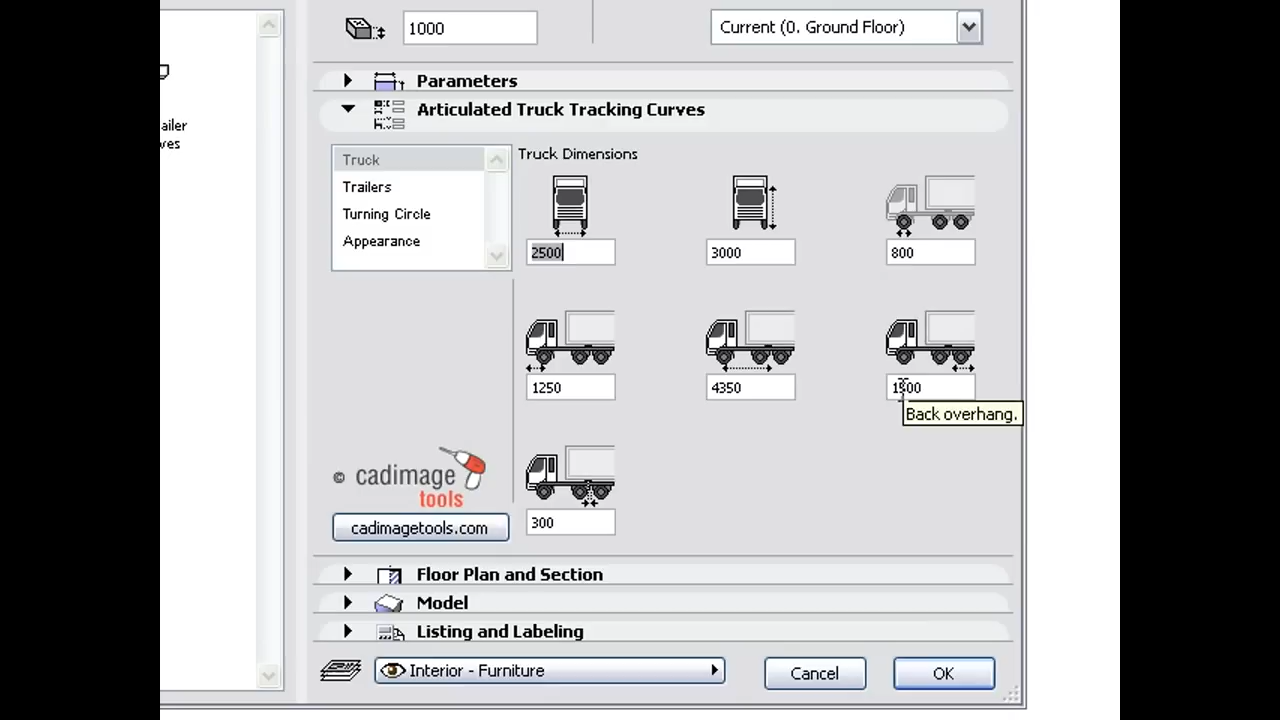 1000
Current (0. Ground Floor)
ailer
ves
Parameters
Articulated Truck Tracking Curves
Truck
Trailers
Turning Circle
Appearance
Truck Dimensions
2500
3000
800
1250
4350
Back overhang.
300
© cadimage
tools
cadimagetools.com
Floor Plan and Section
Model
Listing and Labeling
Interior - Furniture
Cancel
OK